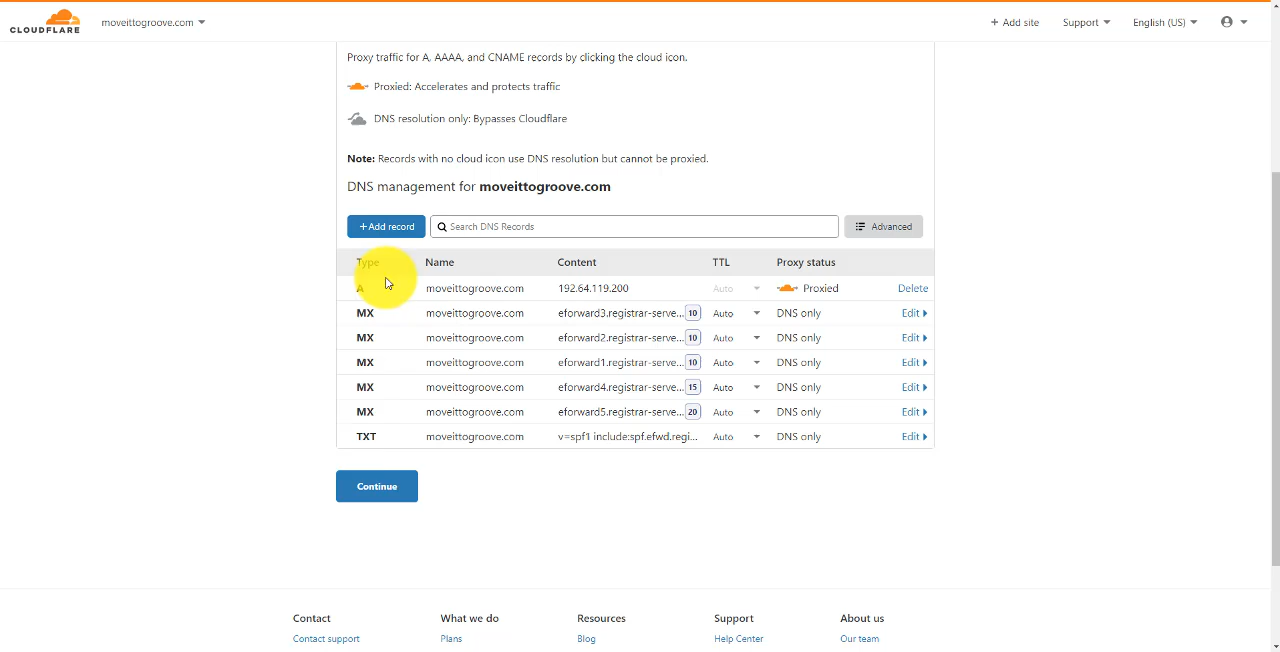 CLOUDFLARE moveittogroove.com + Add site Support English (US)
Proxy traffic for A, AAAA, and CNAME records by clicking the cloud icon.
Proxied: Accelerates and protects traffic
DNS resolution only: Bypasses Cloudflare
Note: Records with no cloud icon use DNS resolution but cannot be proxied.
DNS management for moveittogroove.com
+Add record Search DNS Records Advanced
Type Name Content TTL Proxy status
A moveittogroove.com 192.64.119.200 Auto Proxied Delete
MX moveittogroove.com eforward3.registrar-serve... 10 Auto DNS only Edit
MX moveittogroove.com eforward2.registrar-serve... 10 Auto DNS only Edit
MX moveittogroove.com eforward1.registrar-serve... 10 Auto DNS only Edit
MX moveittogroove.com eforward4.registrar-serve... 15 Auto DNS only Edit
MX moveittogroove.com eforward5.registrar-serve... 20 Auto DNS only Edit
TXT moveittogroove.com v=spf1 include:spf.efwd.regi... Auto DNS only Edit
Continue
Contact What we do Resources Support About us
Contact support Plans Blog Help Center Our team